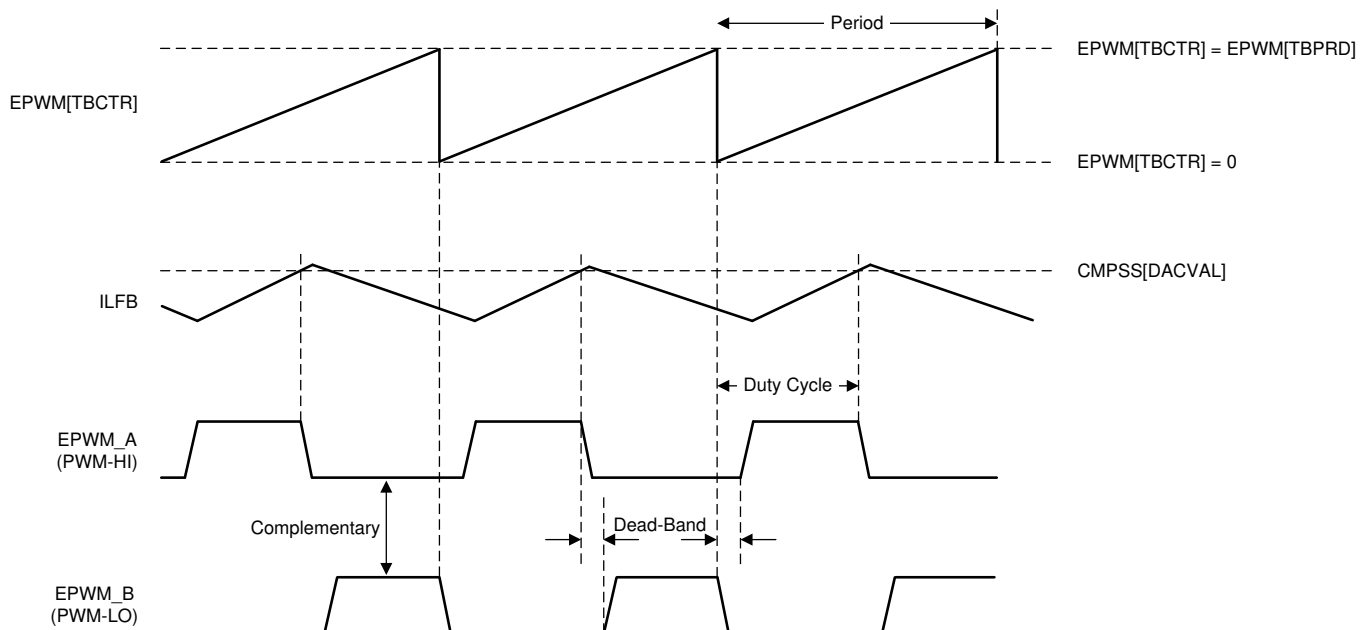 Period
EPWM[TBCTR] = EPWM[TBPRD]
EPWM[TBCTR]
EPWM[TBCTR] = 0
CMPSS[DACVAL]
ILFB
Duty Cycle
EPWM_A
(PWM-HI)
Complementary
Dead-Band
EPWM_B
(PWM-LO)